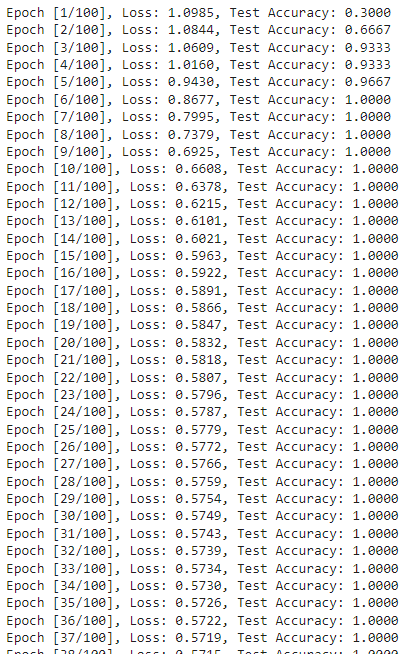 Epoch [1/100], Loss: 1.0985, Test Accuracy: 0.3000
Epoch [2/100], Loss: 1.0844, Test Accuracy: 0.6667
Epoch [3/100], Loss: 1.0609, Test Accuracy: 0.9333
Epoch [4/100], Loss: 1.0160, Test Accuracy: 0.9333
Epoch [5/100], Loss: 0.9430, Test Accuracy: 0.9667
Epoch [6/100], Loss: 0.8677, Test Accuracy: 1.0000
Epoch [7/100], Loss: 0.7995, Test Accuracy: 1.0000
Epoch [8/100], Loss: 0.7379, Test Accuracy: 1.0000
Epoch [9/100], Loss: 0.6925, Test Accuracy: 1.0000
Epoch [10/100], Loss: 0.6608, Test Accuracy: 1.0000
Epoch [11/100], Loss: 0.6378, Test Accuracy: 1.0000
Epoch [12/100], Loss: 0.6215, Test Accuracy: 1.0000
Epoch [13/100], Loss: 0.6101, Test Accuracy: 1.0000
Epoch [14/100], Loss: 0.6021, Test Accuracy: 1.0000
Epoch [15/100], Loss: 0.5963, Test Accuracy: 1.0000
Epoch [16/100], Loss: 0.5922, Test Accuracy: 1.0000
Epoch [17/100], Loss: 0.5891, Test Accuracy: 1.0000
Epoch [18/100], Loss: 0.5866, Test Accuracy: 1.0000
Epoch [19/100], Loss: 0.5847, Test Accuracy: 1.0000
Epoch [20/100], Loss: 0.5832, Test Accuracy: 1.0000
Epoch [21/100], Loss: 0.5818, Test Accuracy: 1.0000
Epoch [22/100], Loss: 0.5807, Test Accuracy: 1.0000
Epoch [23/100], Loss: 0.5796, Test Accuracy: 1.0000
Epoch [24/100], Loss: 0.5787, Test Accuracy: 1.0000
Epoch [25/100], Loss: 0.5779, Test Accuracy: 1.0000
Epoch [26/100], Loss: 0.5772, Test Accuracy: 1.0000
Epoch [27/100], Loss: 0.5766, Test Accuracy: 1.0000
Epoch [28/100], Loss: 0.5759, Test Accuracy: 1.0000
Epoch [29/100], Loss: 0.5754, Test Accuracy: 1.0000
Epoch [30/100], Loss: 0.5749, Test Accuracy: 1.0000
Epoch [31/100], Loss: 0.5743, Test Accuracy: 1.0000
Epoch [32/100], Loss: 0.5739, Test Accuracy: 1.0000
Epoch [33/100], Loss: 0.5734, Test Accuracy: 1.0000
Epoch [34/100], Loss: 0.5730, Test Accuracy: 1.0000
Epoch [35/100], Loss: 0.5726, Test Accuracy: 1.0000
Epoch [36/100], Loss: 0.5722, Test Accuracy: 1.0000
Epoch [37/100], Loss: 0.5719, Test Accuracy: 1.0000